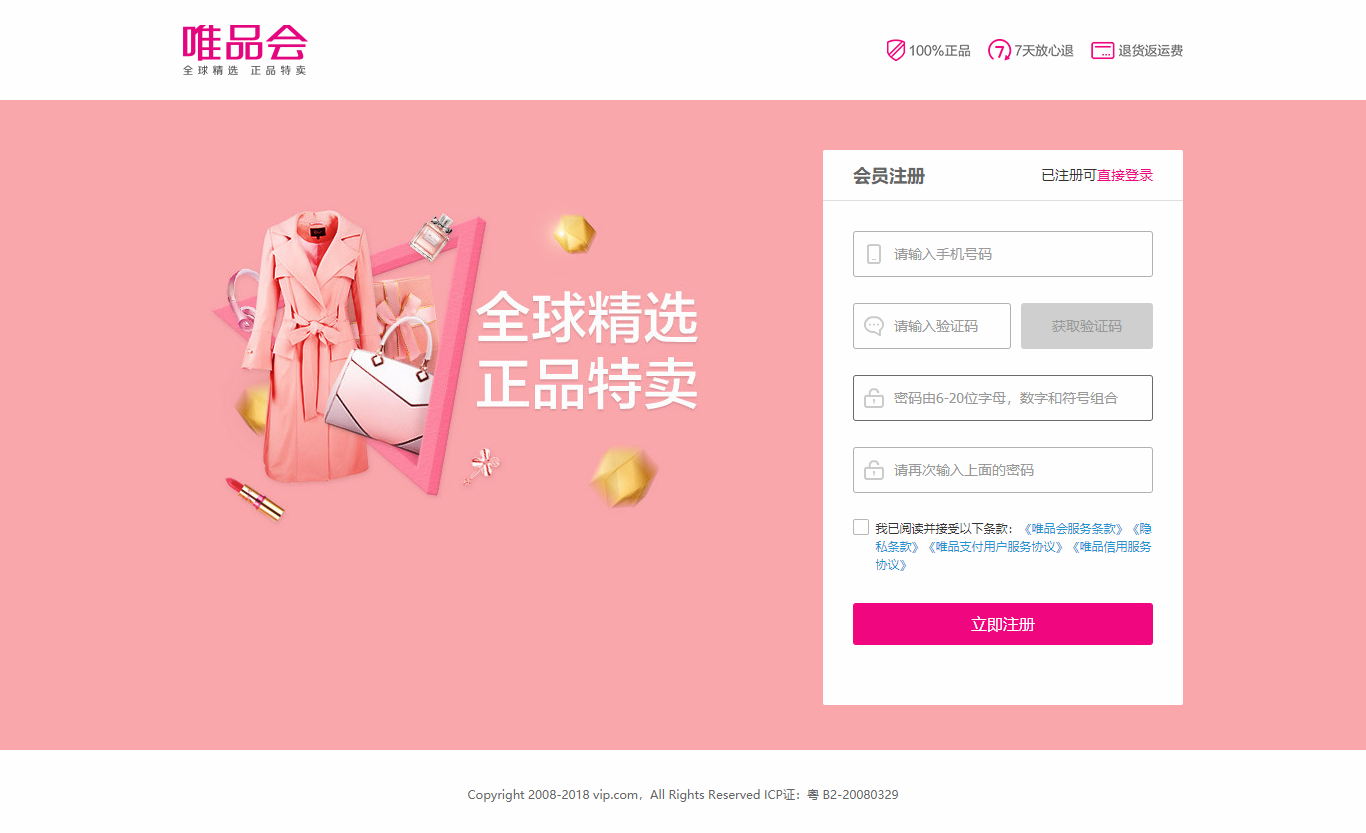 唯品会
全球精选 正品特卖
100%正品 7天放心退 退货返运费
全球精选
正品特卖
会员注册 已注册可直接登录
请输入手机号码
请输入验证码 获取验证码
密码由6-20位字母，数字和符号组合
请再次输入上面的密码
我已阅读并接受以下条款：《唯品会服务条款》《隐
私条款》《唯品支付用户服务协议》《唯品信用服务
协议》
立即注册
Copyright 2008-2018 vip.com，All Rights Reserved ICP证：粤 B2-20080329